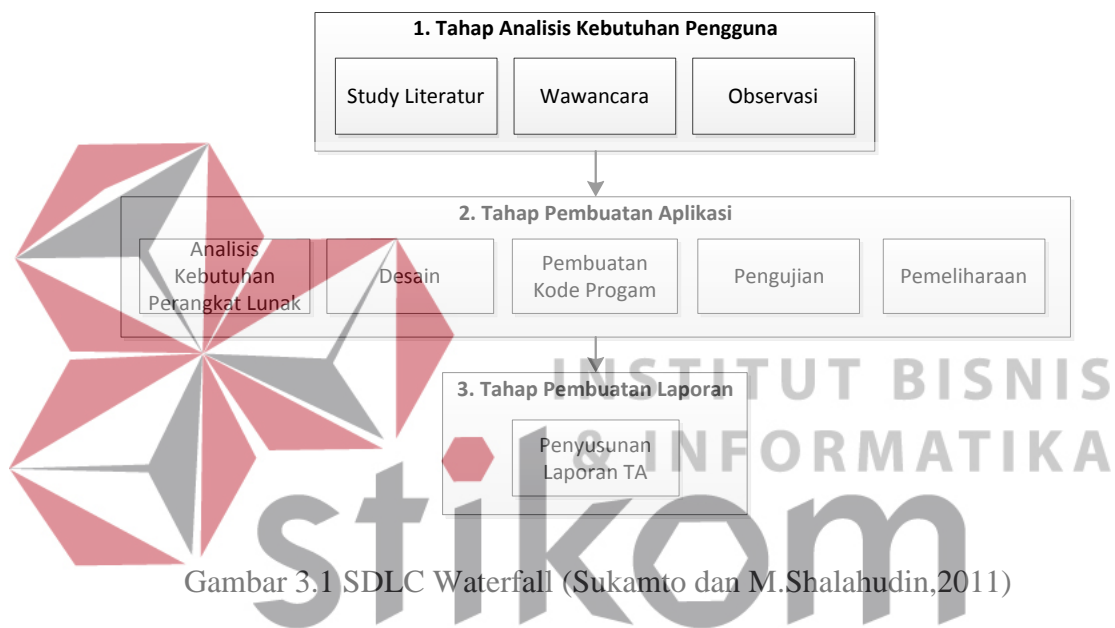 1. Tahap Analisis Kebutuhan Pengguna
Study Literatur
Wawancara
Observasi
2. Tahap Pembuatan Aplikasi
Analisis
Kebutuhan
Perangkat Lunak
Desain
Pembuatan
Kode Progam
Pengujian
Pemeliharaan
3. Tahap Pembuatan Laporan
Penyusunan
Laporan TA
INSTITUT BISNIS
& INFORMATIKA
stikom
Gambar 3.1 SDLC Waterfall (Sukamto dan M.Shalahudin,2011)